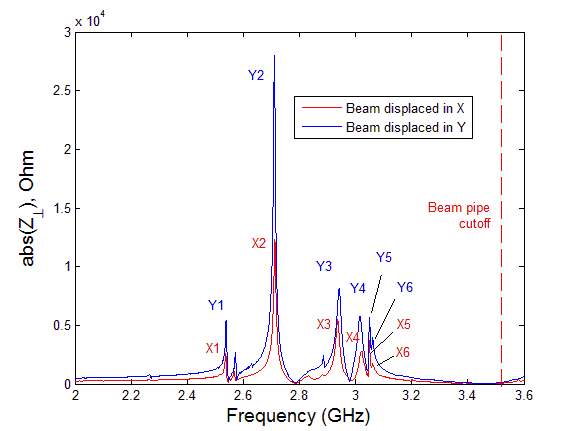 x 10^4
3
2.5
2
1.5
1
0.5
0
2
2.2
2.4
2.6
2.8
3
3.2
3.4
3.6
abs(Z⊥), Ohm
Frequency (GHz)
Beam displaced in X
Beam displaced in Y
Beam pipe
cutoff
Y2
X2
Y1
X1
Y3
X3
Y4
X4
Y5
Y6
X5
X6